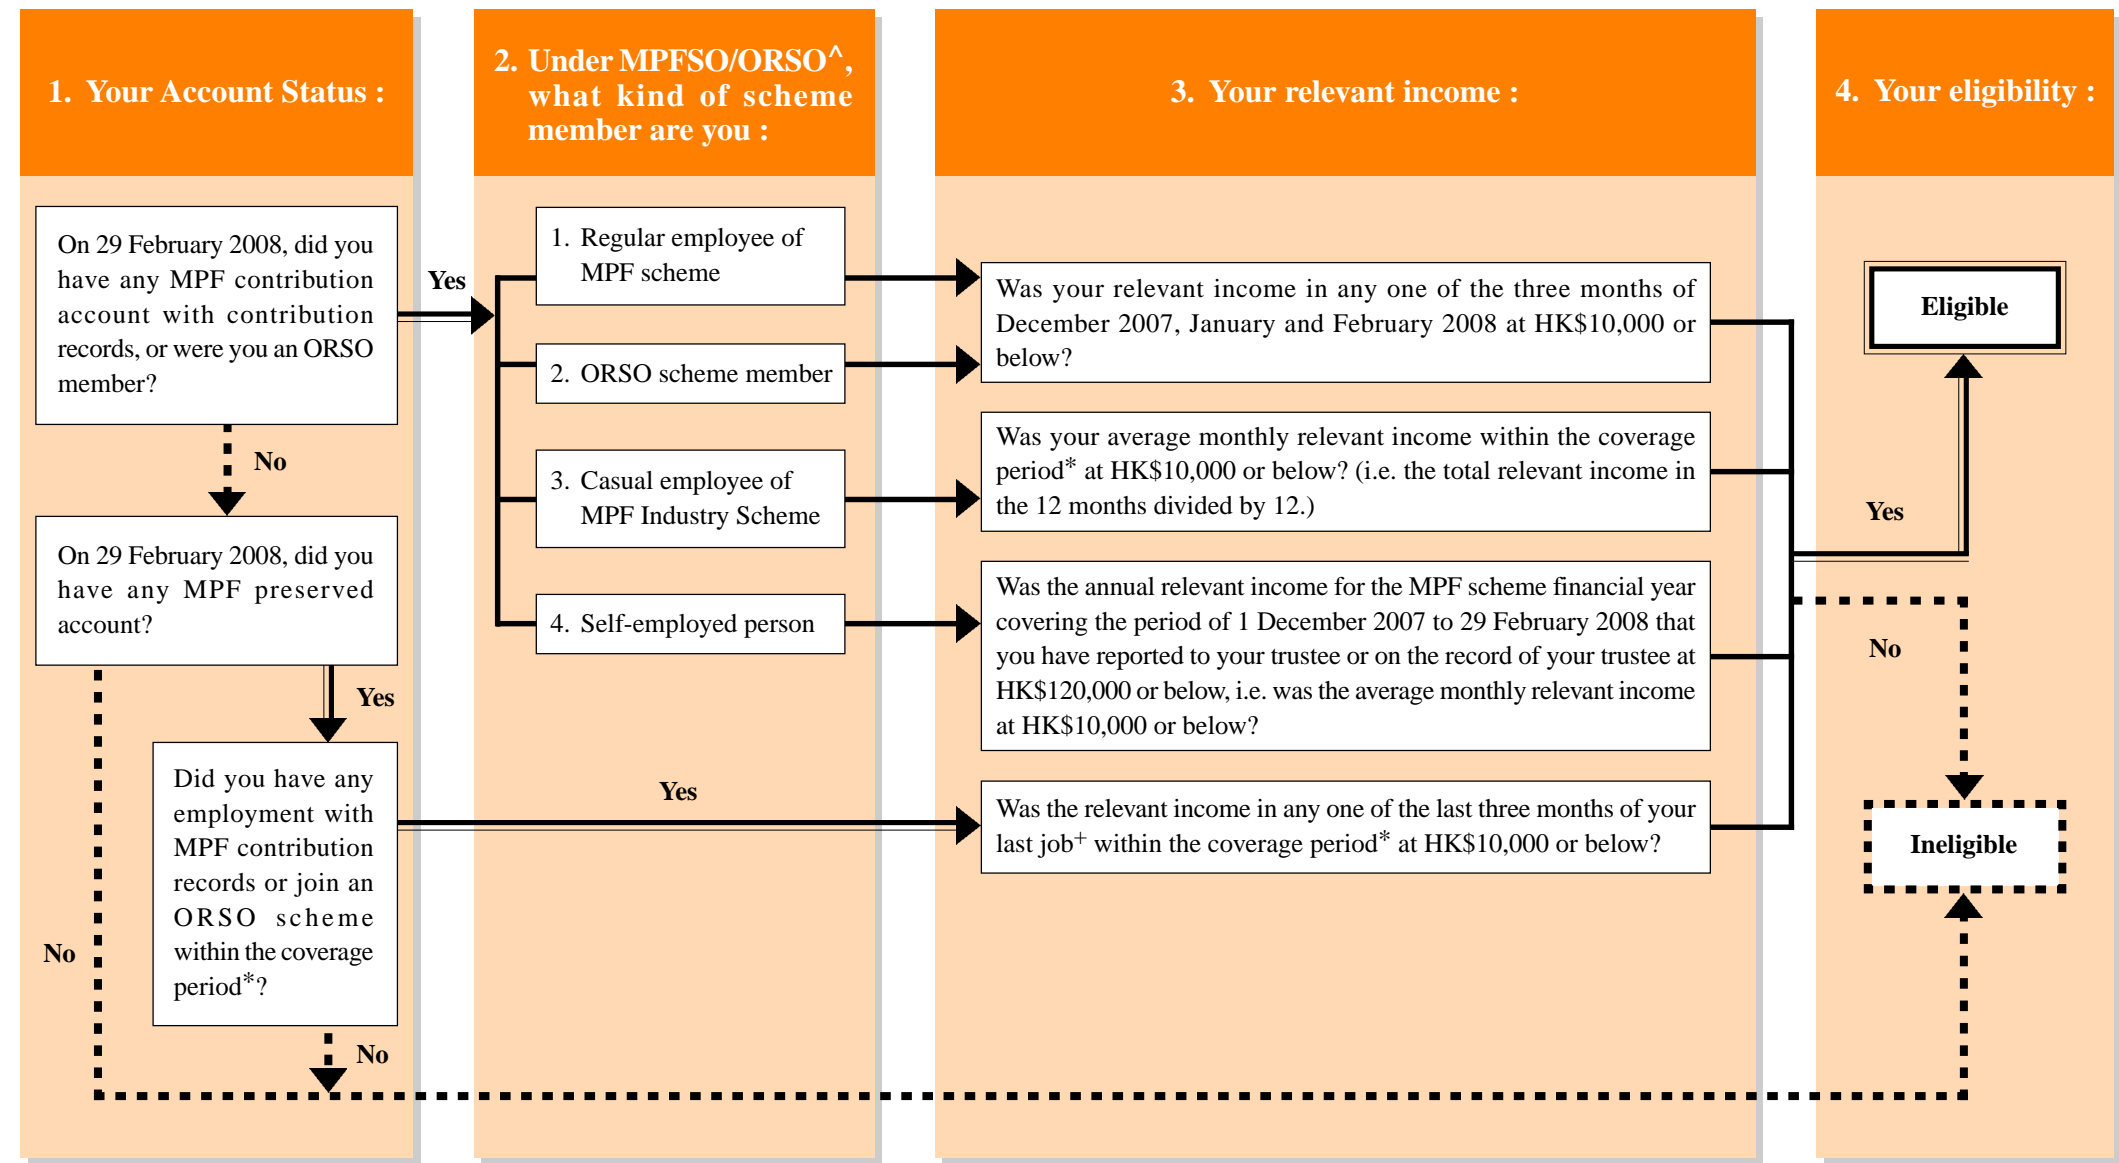 1. Your Account Status :
On 29 February 2008, did you
have any MPF contribution
account with contribution
records, or were you an ORSO
member?
Yes
No
On 29 February 2008, did you
have any MPF preserved
account?
Yes
No
Did you have any
employment with
MPF contribution
records or join an
ORSO scheme
within the coverage
period*?
Yes
No
2. Under MPFSO/ORSO^,
what kind of scheme
member are you :
1. Regular employee of
MPF scheme
2. ORSO scheme member
3. Casual employee of
MPF Industry Scheme
4. Self-employed person
3. Your relevant income :
Was your relevant income in any one of the three months of
December 2007, January and February 2008 at HK$10,000 or
below?
Was your average monthly relevant income within the coverage
period* at HK$10,000 or below? (i.e. the total relevant income in
the 12 months divided by 12.)
Was the annual relevant income for the MPF scheme financial year
covering the period of 1 December 2007 to 29 February 2008 that
you have reported to your trustee or on the record of your trustee at
HK$120,000 or below, i.e. was the average monthly relevant income
at HK$10,000 or below?
Was the relevant income in any one of the last three months of your
last job+ within the coverage period* at HK$10,000 or below?
4. Your eligibility :
Eligible
Yes
No
Ineligible